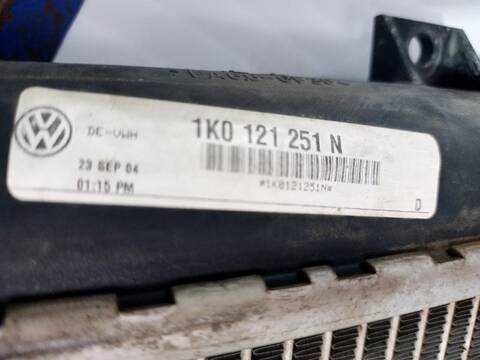 DE-VWH 1K0 121 251 N
23 SEP 04
01:15 PM
*1K0121251N*
D